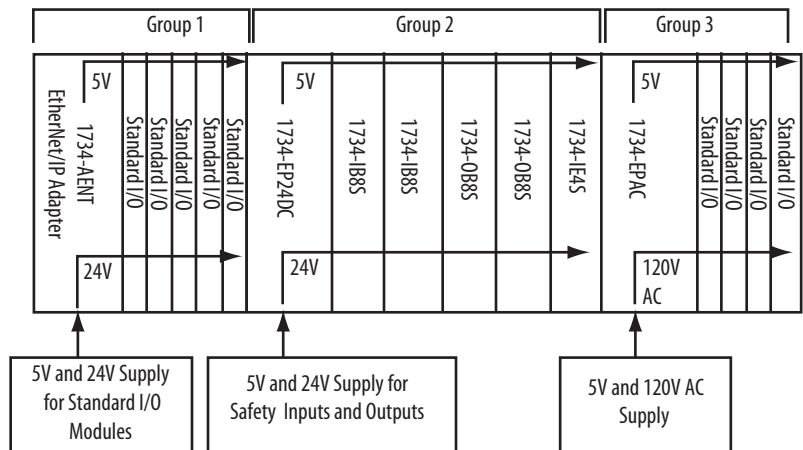 Group 1
Group 2
Group 3
5V
5V
5V
EtherNet/IP Adapter
1734-AENT
Standard I/O
Standard I/O
Standard I/O
Standard I/O
Standard I/O
1734-EP24DC
1734-IB8S
1734-IB8S
1734-OB8S
1734-OB8S
1734-IE4S
1734-EPAC
Standard I/O
Standard I/O
Standard I/O
Standard I/O
24V
24V
120V
AC
5V and 24V Supply
for Standard I/O
Modules
5V and 24V Supply for
Safety Inputs and Outputs
5V and 120V AC
Supply